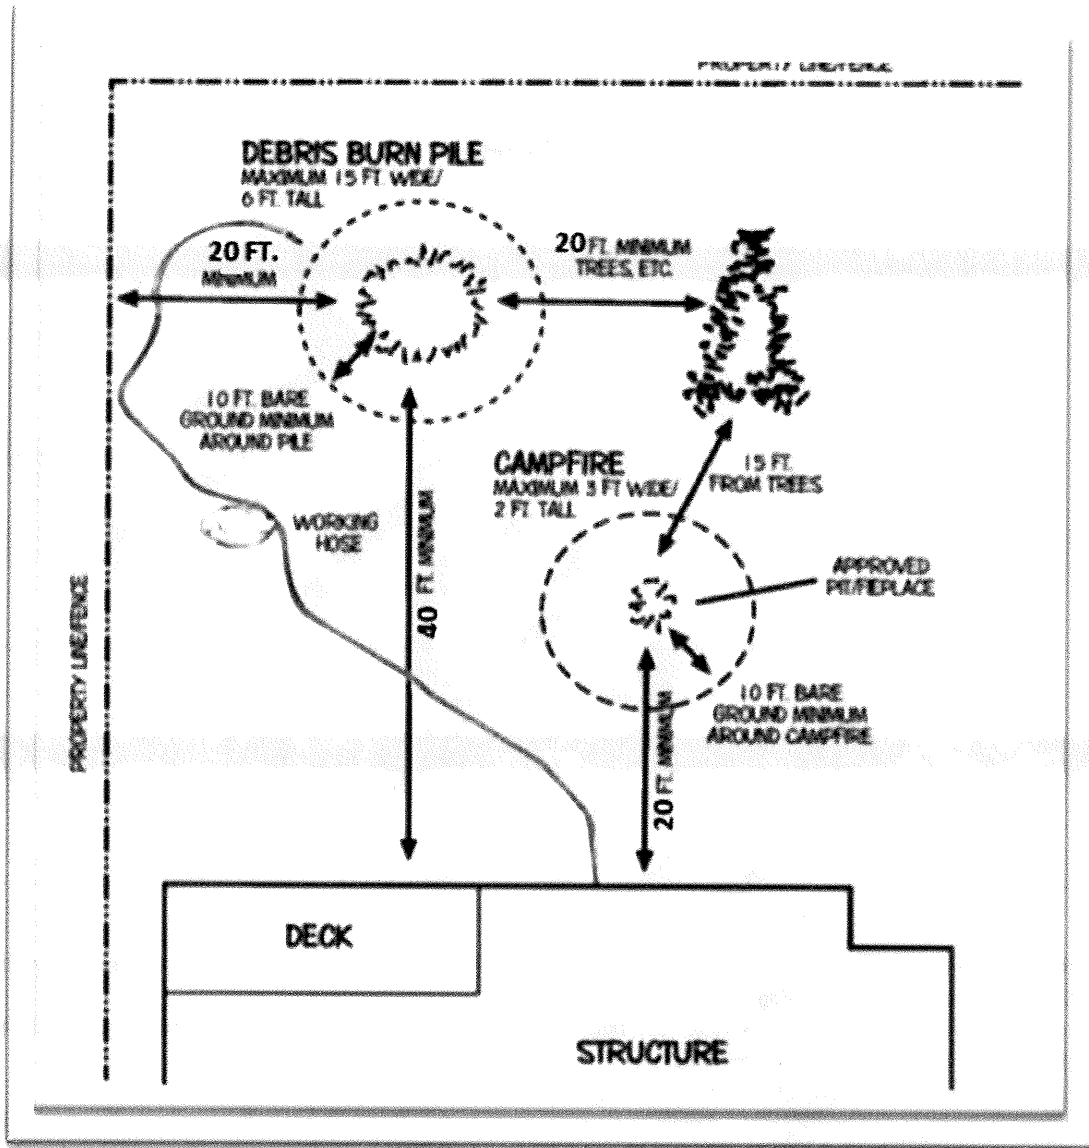 PROPERTY LINE/FENCE
DEBRIS BURN PILE
MAXIMUM 15 FT. WIDE/
6 FT. TALL
20 FT.
MINIMUM
20 FT. MINIMUM
TREES, ETC.
10 FT. BARE
GROUND MINIMUM
AROUND PILE
CAMPFIRE
MAXIMUM 3 FT WIDE/
2 FT. TALL
15 FT.
FROM TREES
WORKING
HOSE
40 FT. MINIMUM
APPROVED
PIT/FIREPLACE
PROPERTY LINE/FENCE
10 FT. BARE
GROUND MINIMUM
AROUND CAMPFIRE
20 FT. MINIMUM
DECK
STRUCTURE